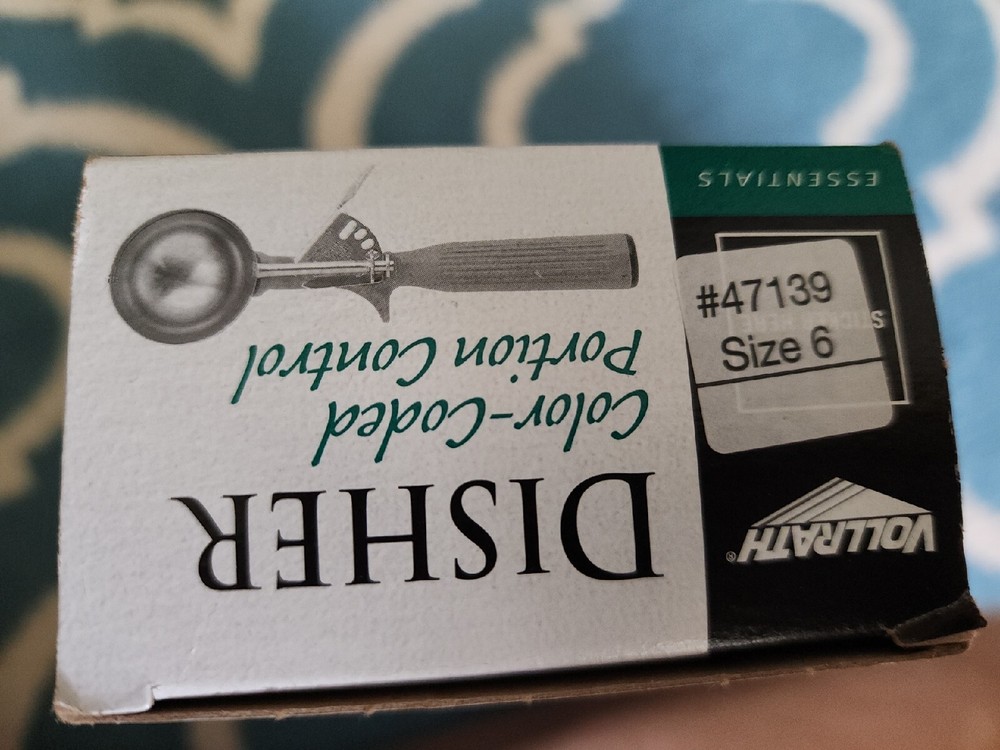 VOLLRATH®
#47139
Size 6
ESSENTIALS
DISHER
Color-Coded
Portion Control